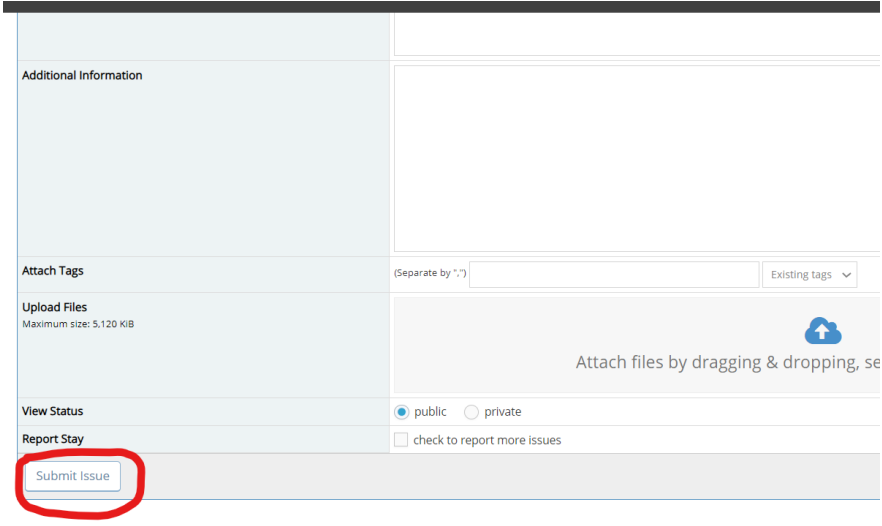 Additional Information
Attach Tags
(Separate by ",")
Existing tags
Upload Files
Maximum size: 5,120 KiB
Attach files by dragging & dropping, se
View Status
public
private
Report Stay
check to report more issues
Submit Issue